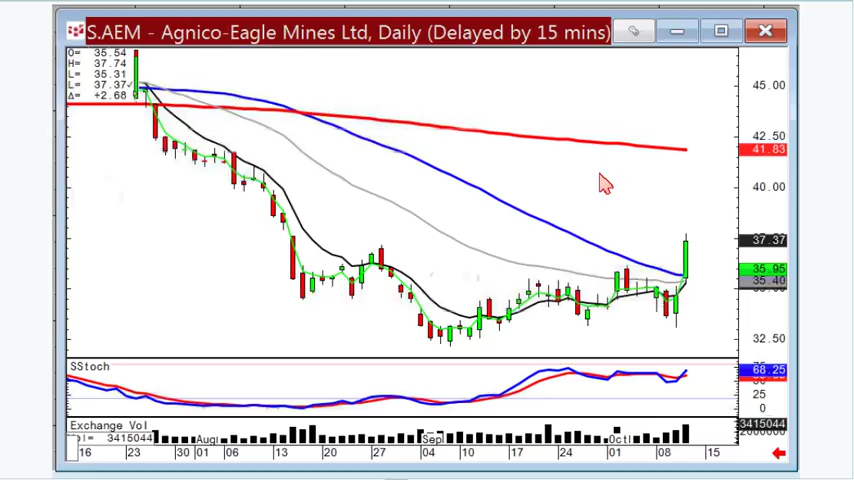 S.AEM - Agnico-Eagle Mines Ltd, Daily (Delayed by 15 mins)
O= 35.54
H= 37.74
L= 35.31
L= 37.37
Δ= +2.68
45.00
42.50
41.83
40.00
37.37
35.95
35.40
32.50
SStoch
68.25
25
0
Exchange Vol
Vol= 3415044
3415044
2000000
16 23 30 01 Aug 06 13 20 27 Sep 04 10 17 24 01 Oct 08 15